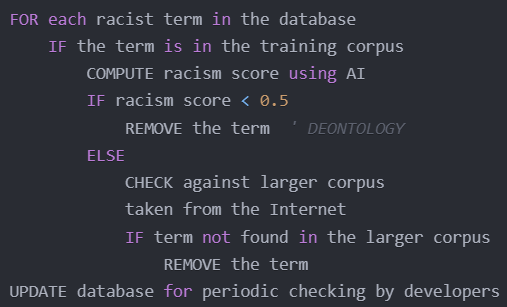 FOR each racist term in the database
IF the term is in the training corpus
COMPUTE racism score using AI
IF racism score < 0.5
REMOVE the term ' DEONTOLOGY
ELSE
CHECK against larger corpus
taken from the Internet
IF term not found in the larger corpus
REMOVE the term
UPDATE database for periodic checking by developers